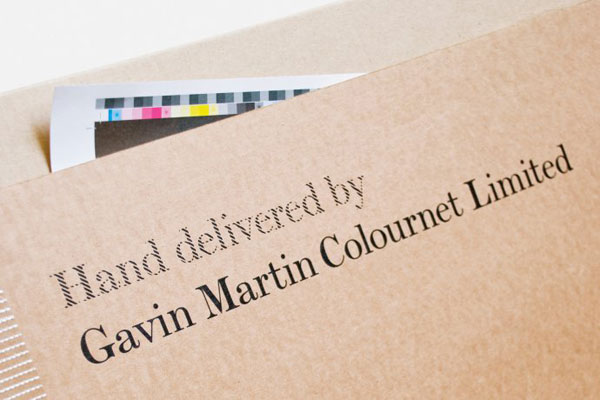 Hand delivered by
Gavin Martin Colournet Limited